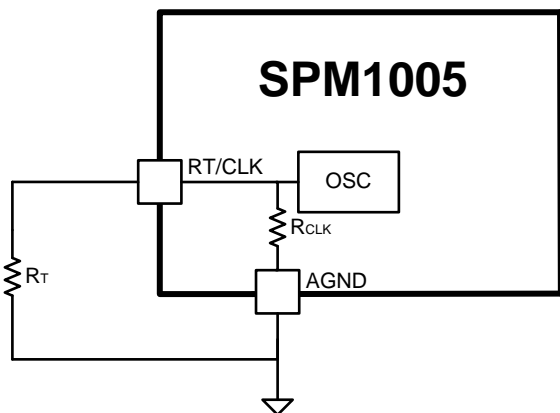 SPM1005
RT/CLK
OSC
RCLK
RT
AGND